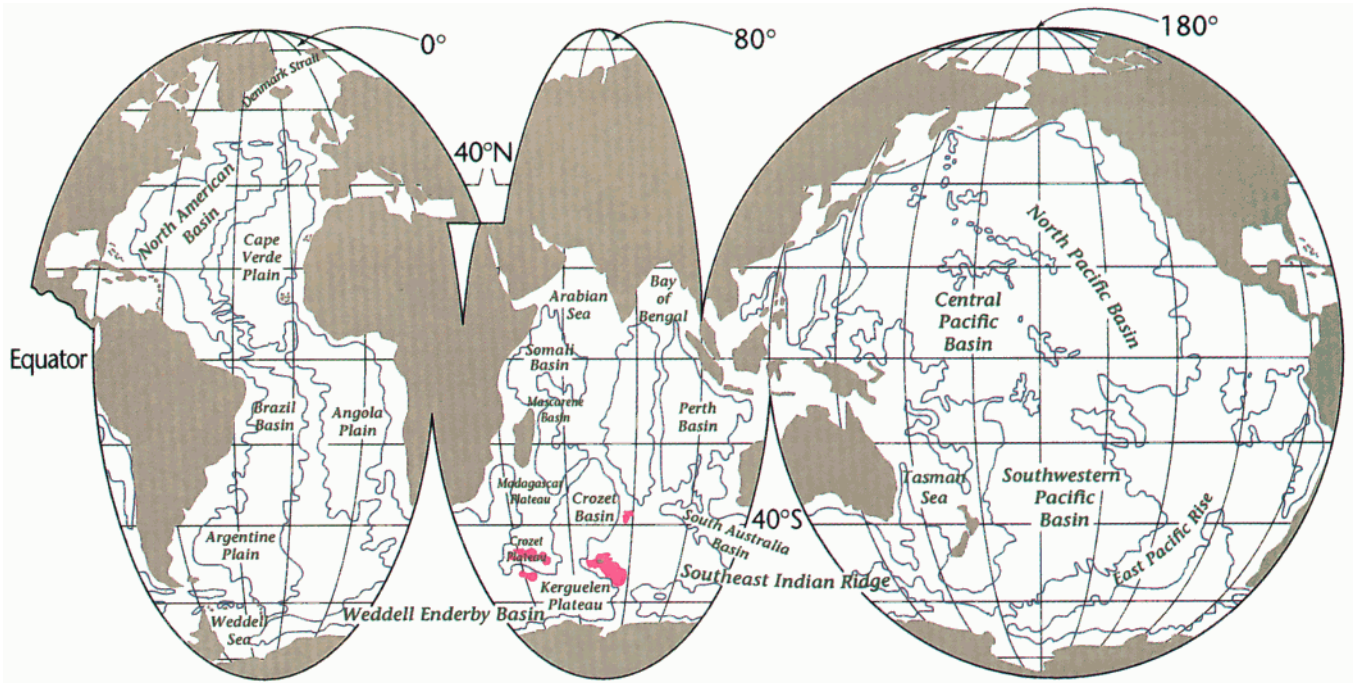 0°
80°
180°
Denmark Strait
40°N
North American
Basin
Cape
Verde
Plain
Arabian
Sea
Bay
of
Bengal
North Pacific Basin
Central
Pacific
Basin
Equator
Somali
Basin
Mascarene
Basin
Brazil
Basin
Angola
Plain
Perth
Basin
Madagascar
Plateau
Crozet
Basin
Tasman
Sea
Southwestern
Pacific
Basin
40°S
South Australia
Basin
Argentine
Plain
Crozet
Plateau
East Pacific Rise
Southeast Indian Ridge
Kerguelen
Plateau
Weddell Enderby Basin
Weddell
Sea